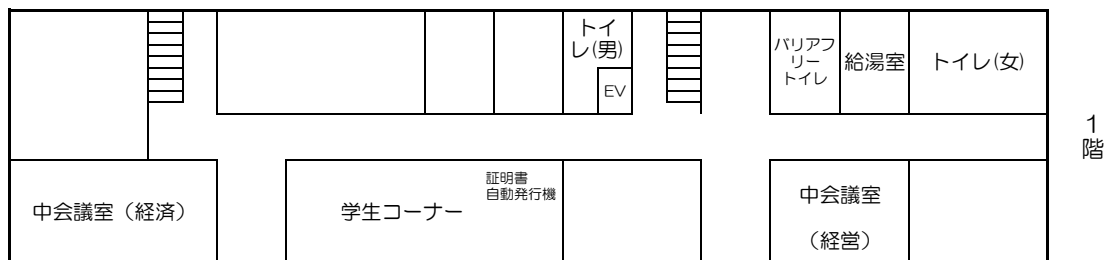 トイ
レ(男)
EV
バリアフ
リー
トイレ
給湯室
トイレ(女)
1
階
中会議室（経済）
学生コーナー
証明書
自動発行機
中会議室
（経営）